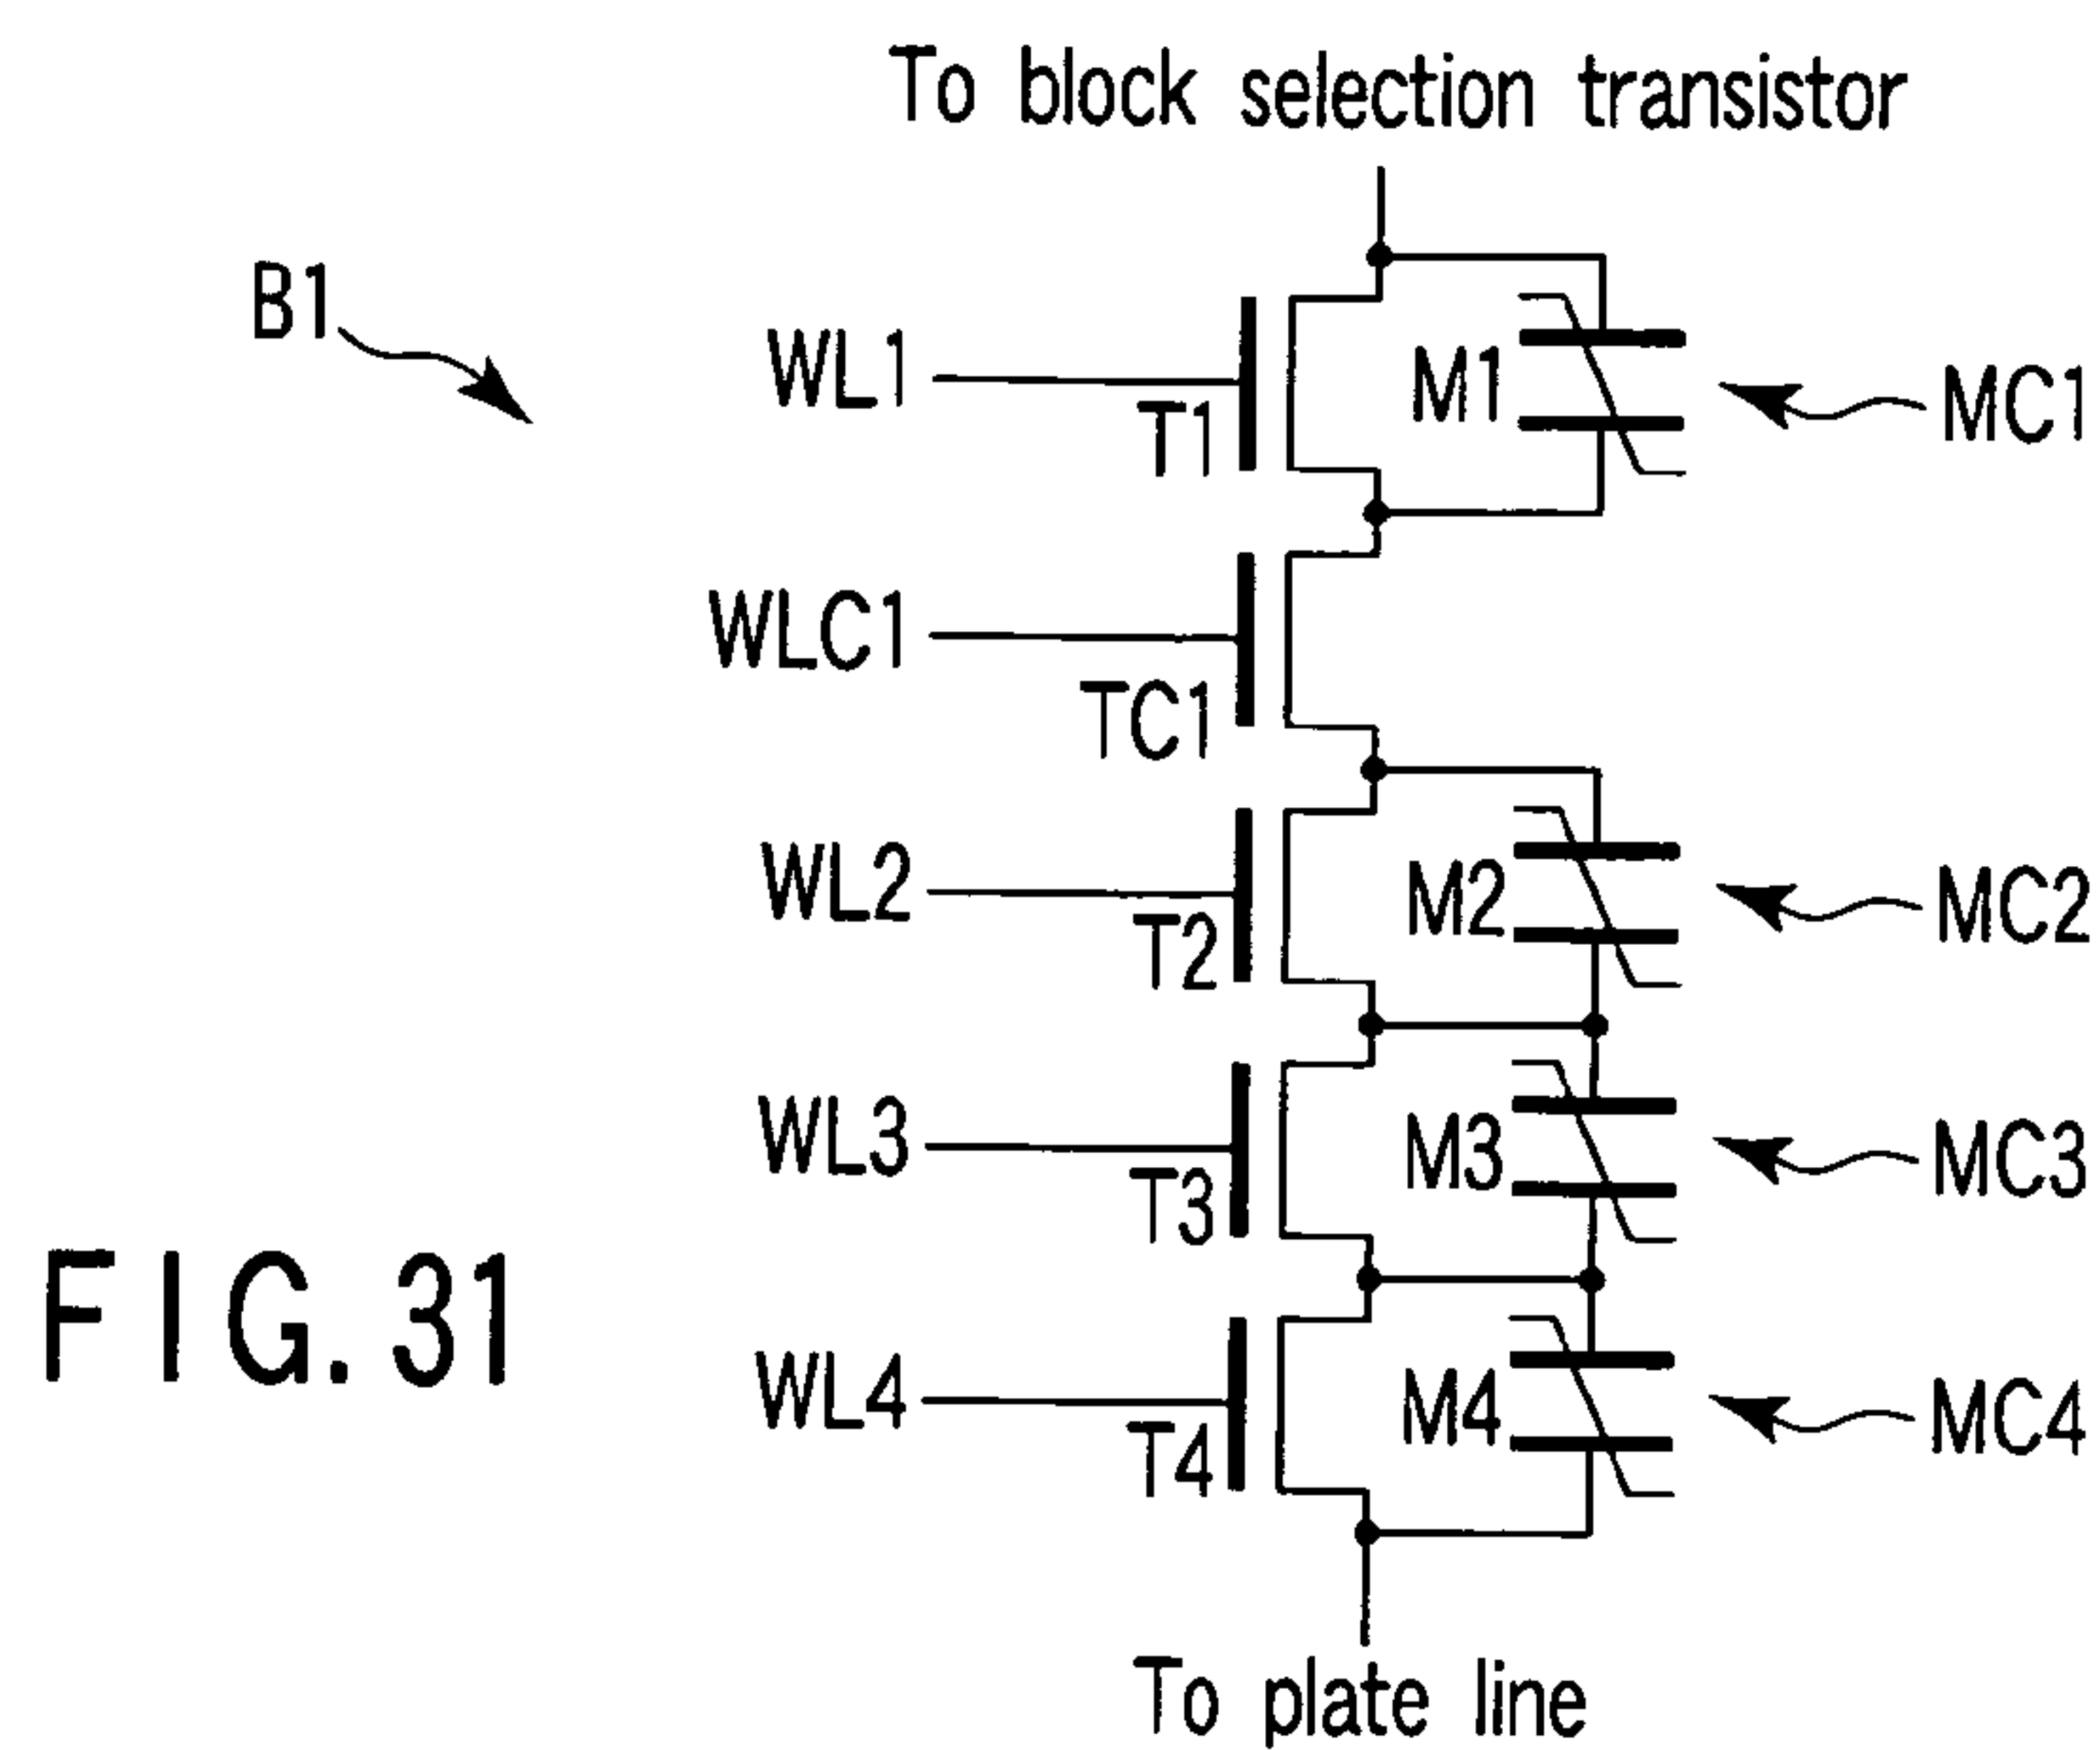 To block selection transistor
B1
WL1
T1
M1
MC1
WLC1
TC1
WL2
T2
M2
MC2
WL3
T3
M3
MC3
FIG. 31
WL4
T4
M4
MC4
To plate line